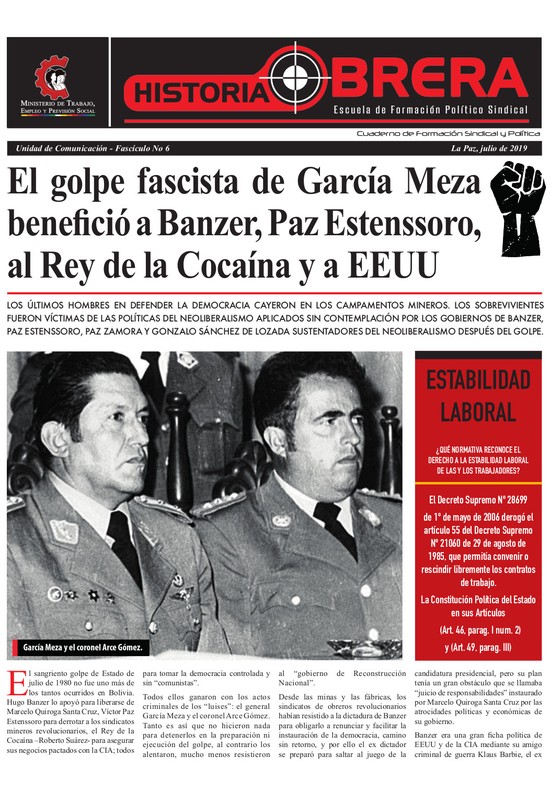 MINISTERIO DE TRABAJO,
EMPLEO Y PREVISIÓN SOCIAL
HISTORIA OBRERA
Escuela de Formación Político Sindical
Cuaderno de Formación Sindical y Política
Unidad de Comunicación - Fascículo No 6
La Paz, julio de 2019
El golpe fascista de García Meza
benefició a Banzer, Paz Estenssoro,
al Rey de la Cocaína y a EEUU
LOS ÚLTIMOS HOMBRES EN DEFENDER LA DEMOCRACIA CAYERON EN LOS CAMPAMENTOS MINEROS. LOS SOBREVIVIENTES
FUERON VÍCTIMAS DE LAS POLÍTICAS DEL NEOLIBERALISMO APLICADOS SIN CONTEMPLACIÓN POR LOS GOBIERNOS DE BANZER,
PAZ ESTENSSORO, PAZ ZAMORA Y GONZALO SÁNCHEZ DE LOZADA SUSTENTADORES DEL NEOLIBERALISMO DESPUÉS DEL GOLPE.
García Meza y el coronel Arce Gómez.
ESTABILIDAD
LABORAL
¿QUÉ NORMATIVA RECONOCE EL
DERECHO A LA ESTABILIDAD LABORAL
DE LAS Y LOS TRABAJADORES?
El Decreto Supremo N° 28699
de 1° de mayo de 2006 derogó el
artículo 55 del Decreto Supremo
N° 21060 de 29 de agosto de
1985, que permitía convenir o
rescindir libremente los contratos
de trabajo.
La Constitución Política del Estado
en sus Artículos
(Art. 46, parag. I num. 2)
y (Art. 49, parag. III)
El sangriento golpe de Estado de
julio de 1980 no fue uno más de
los tantos ocurridos en Bolivia.
Hugo Banzer lo apoyó para liberarse de
Marcelo Quiroga Santa Cruz, Víctor Paz
Estenssoro para derrotar a los sindicatos
mineros revolucionarios, el Rey de la
Cocaína –Roberto Suárez- para asegurar
sus negocios pactados con la CIA; todos
para tomar la democracia controlada y
sin “comunistas”.
Todos ellos ganaron con los actos
criminales de los “luises”: el general
García Meza y el coronel Arce Gómez.
Tanto es así que no hicieron nada
para detenerlos en la preparación ni
ejecución del golpe, al contrario los
alentaron, mucho menos resistieron
al “gobierno de Reconstrucción
Nacional”.
Desde las minas y las fábricas, los
sindicatos de obreros revolucionarios
habían resistido a la dictadura de Banzer
para obligarlo a renunciar y facilitar la
instauración de la democracia, camino
sin retorno, y por ello el ex dictador
se preparó para saltar al juego de la
candidatura presidencial, pero su plan
tenía un gran obstáculo que se llamaba
“juicio de responsabilidades” instaurado
por Marcelo Quiroga Santa Cruz por las
atrocidades políticas y económicas de
su gobierno.
Banzer era una gran ficha política de
EEUU y de la CIA mediante su amigo
criminal de guerra Klaus Barbie, el ex